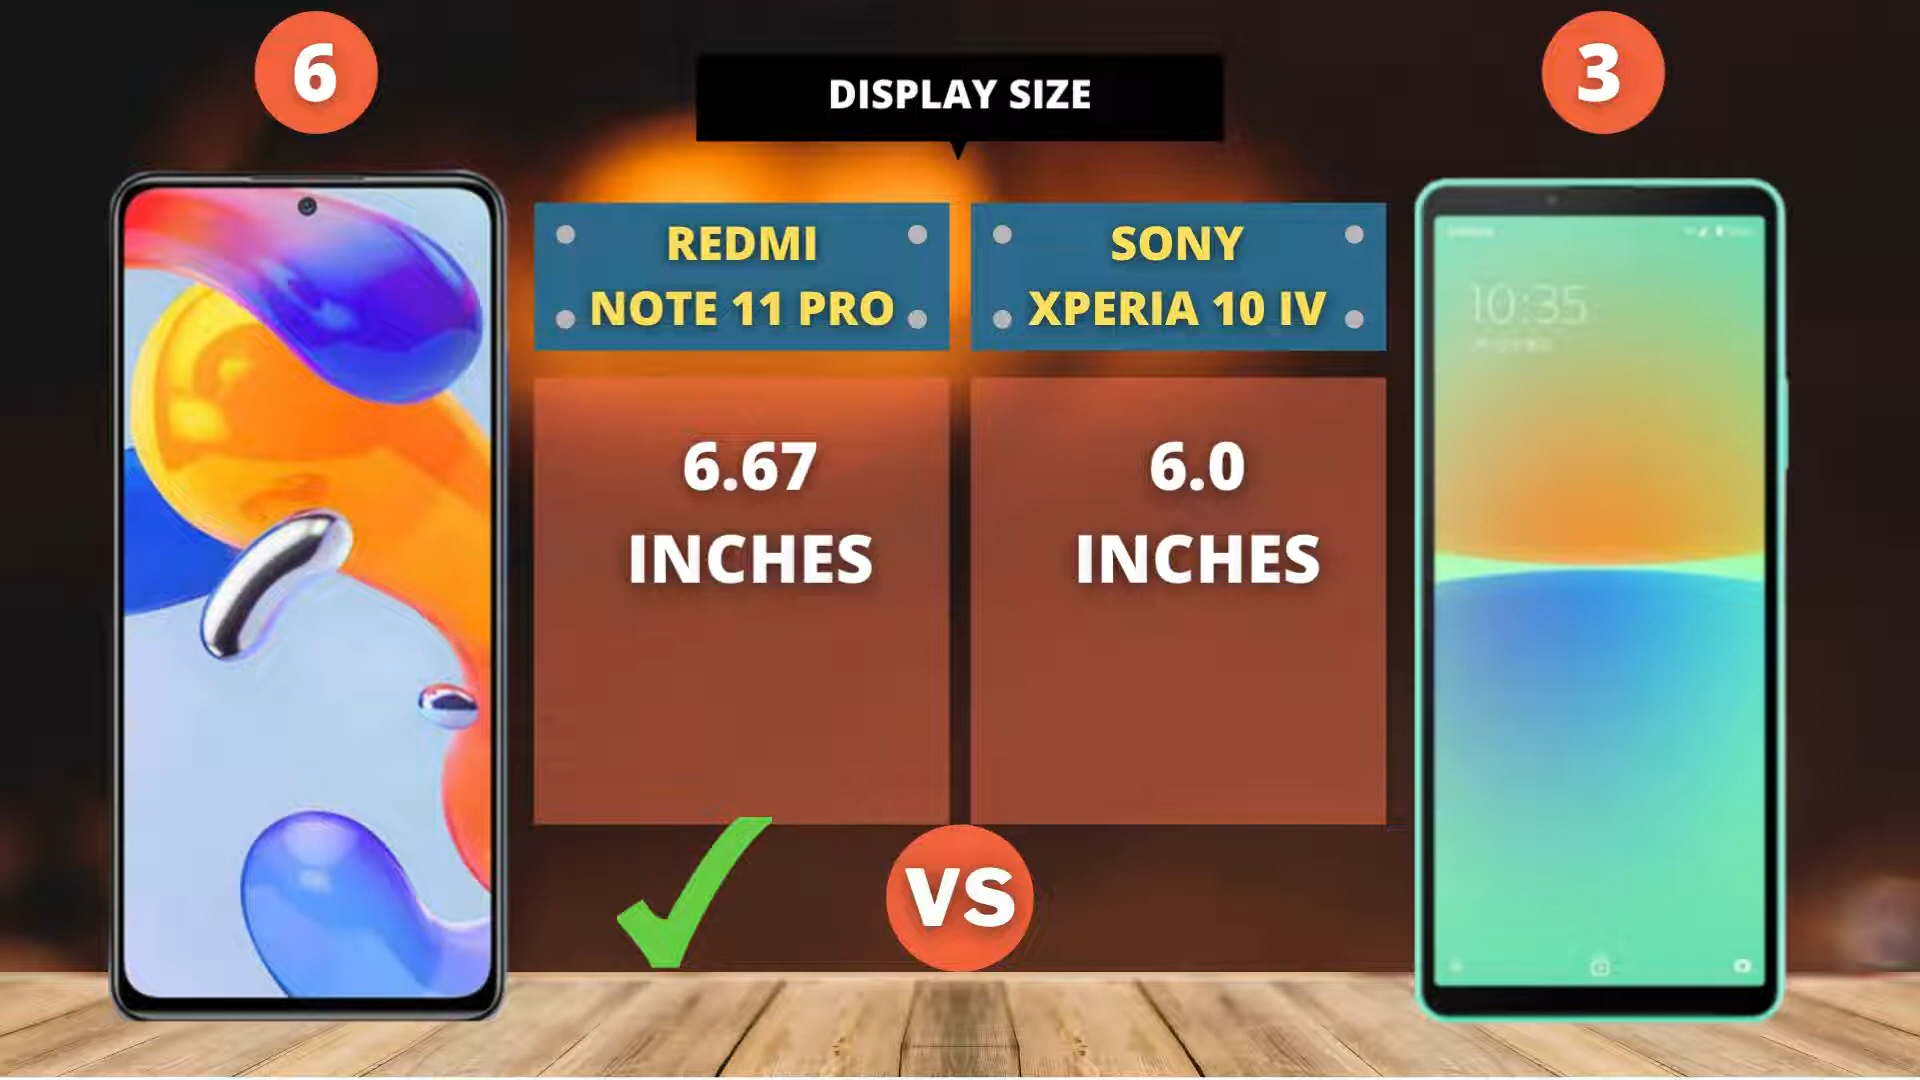 6
DISPLAY SIZE
3
REDMI
NOTE 11 PRO
SONY
XPERIA 10 IV
6.67
INCHES
6.0
INCHES
10:35
VS